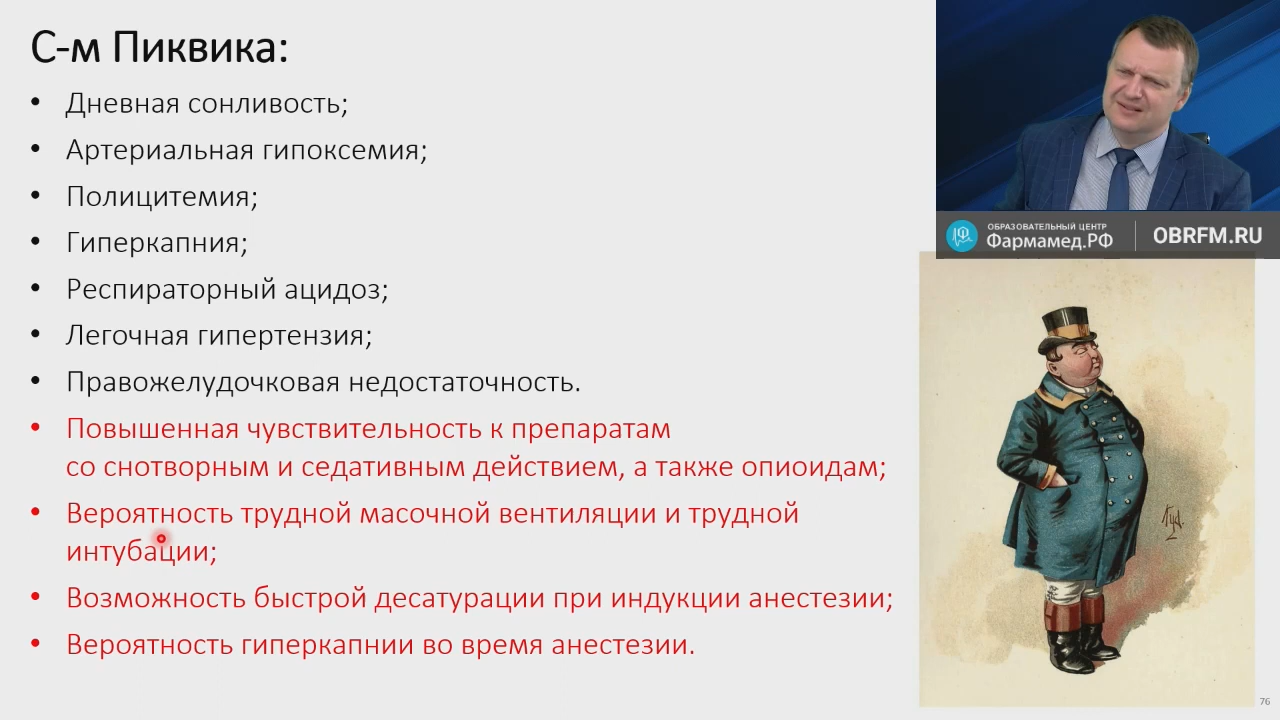 С-м Пиквика:
• Дневная сонливость;
• Артериальная гипоксемия;
• Полицитемия;
• Гиперкапния;
• Респираторный ацидоз;
• Легочная гипертензия;
• Правожелудочковая недостаточность.
• Повышенная чувствительность к препаратам
со снотворным и седативным действием, а также опиоидам;
• Вероятность трудной масочной вентиляции и трудной
интубации;
• Возможность быстрой десатурации при индукции анестезии;
• Вероятность гиперкапнии во время анестезии.
ОБРАЗОВАТЕЛЬНЫЙ ЦЕНТР
Фармамед.РФ
OBRFM.RU
Kyd.
76